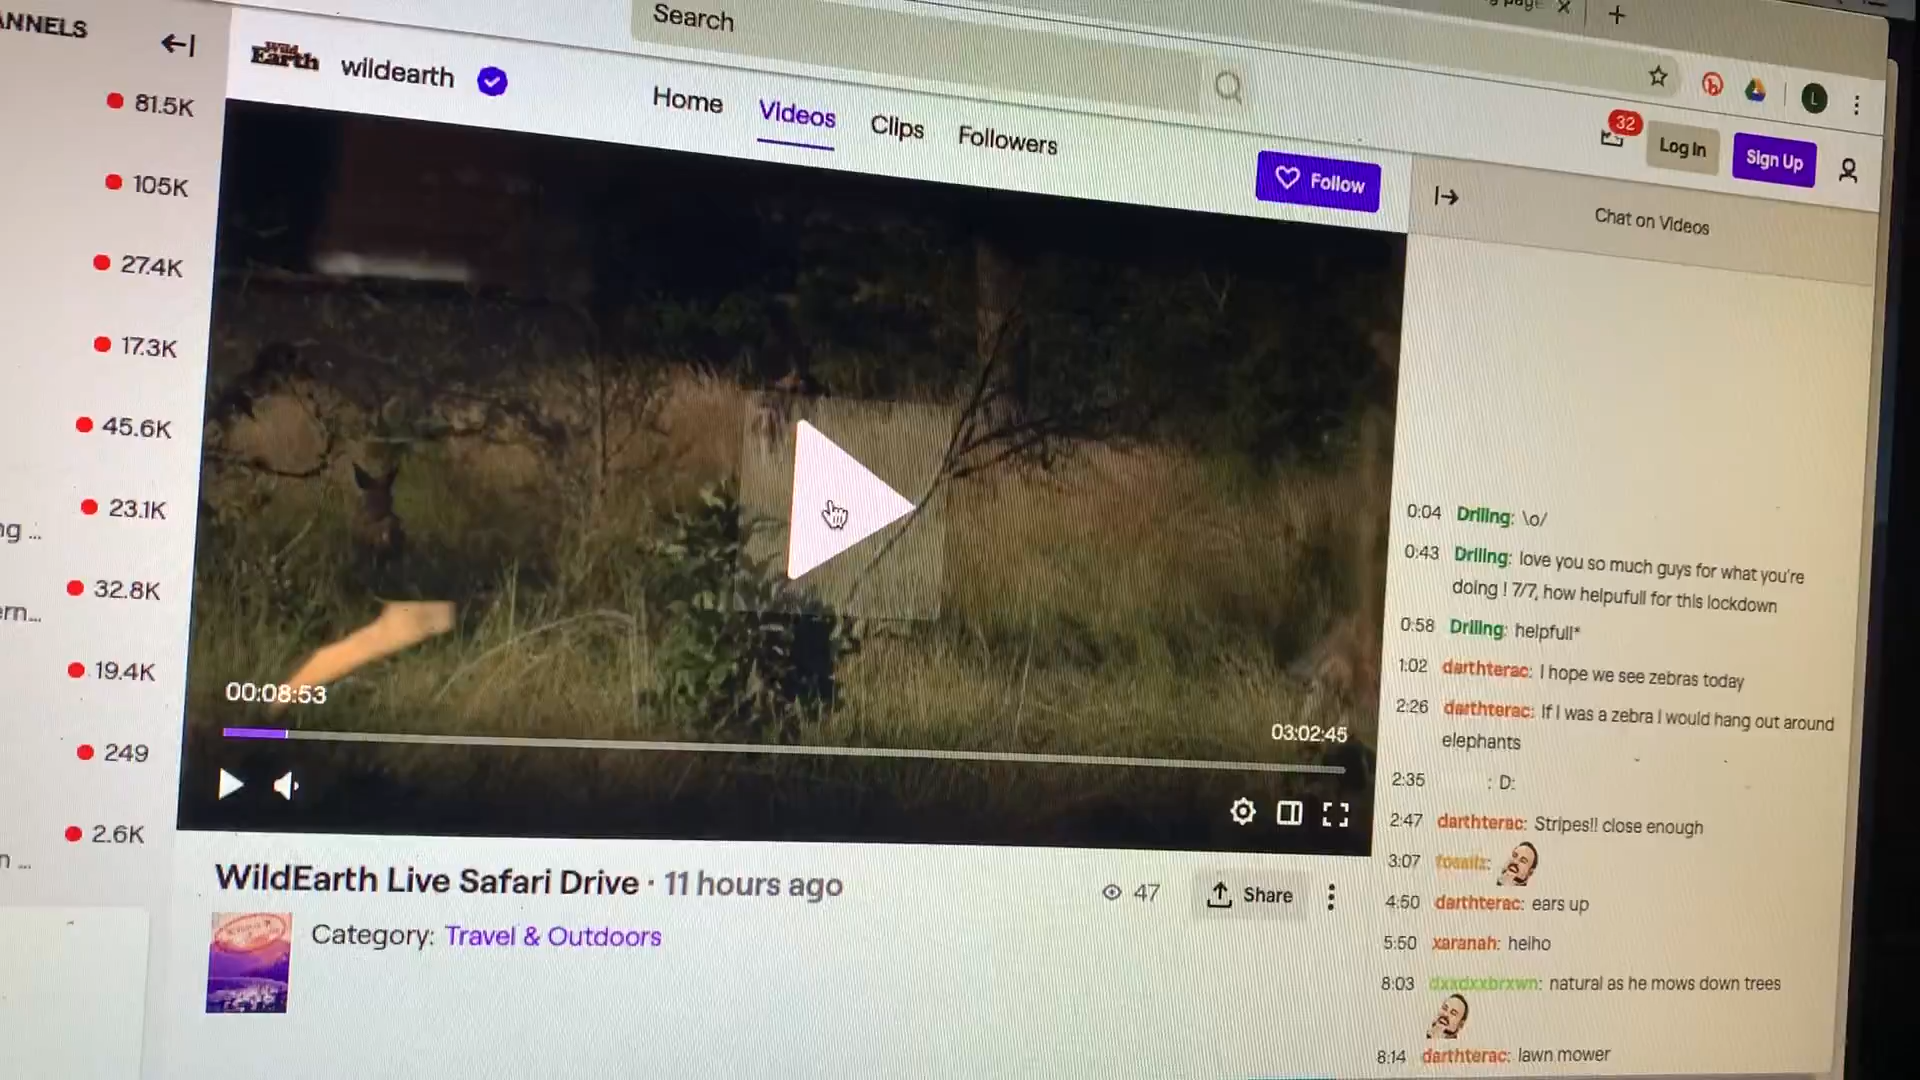 ANNELS
Search
Wild
Earth
wildearth
Home
Videos
Clips
Followers
32
Log In
Sign Up
L
Follow
Chat on Videos
81.5K
105K
27.4K
17.3K
45.6K
23.1K
32.8K
19.4K
249
2.6K
00:08:53
03:02:45
WildEarth Live Safari Drive · 11 hours ago
47
Share
Category: Travel & Outdoors
0:04 Driling: \o/
0:43 Driling: love you so much guys for what you're
doing ! 7/7, how helpufull for this lockdown
0:58 Driling: helpfull*
1:02 darthterac: I hope we see zebras today
2:26 darthterac: If I was a zebra I would hang out around
elephants
2:35 : D:
2:47 darthterac: Stripes!! close enough
3:07
4:50 darthterac: ears up
5:50 xaranah: helho
8:03 dxxdxxbrxwn: natural as he mows down trees
8:14 darthterac: lawn mower